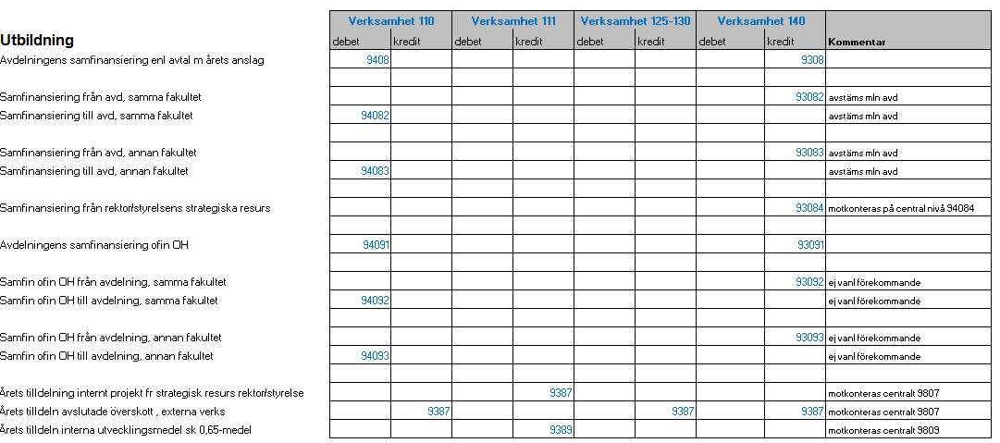 Verksamhet 110 Verksamhet 111 Verksamhet 125-130 Verksamhet 140
Utbildning debet kredit debet kredit debet kredit debet kredit Kommentar
Avdelningens samfinansiering enl avtal m årets anslag 9408 9308
Samfinansiering från avd, samma fakultet 93082 avstäms mln avd
Samfinansiering till avd, samma fakultet 94082 avstäms mln avd
Samfinansiering från avd, annan fakultet 93083 avstäms mln avd
Samfinansiering till avd, annan fakultet 94083 avstäms mln avd
Samfinansiering från rektor/styrelsens strategiska resurs 93084 motkonteras på central nivå 94084
Avdelningens samfinansiering ofin OH 94091 93091
Samfin ofin OH från avdelning, samma fakultet 93092 ej vanl förekommande
Samfin ofin OH till avdelning, samma fakultet 94092 ej vanl förekommande
Samfin ofin OH från avdelning, annan fakultet 93093 ej vanl förekommande
Samfin ofin OH till avdelning, annan fakultet 94093 ej vanl förekommande
Årets tilldelning internt projekt fr strategisk resurs rektor/styrelse 9387 motkonteras centralt 9807
Årets tilldeln avslutade överskott , externa verks 9387 9387 9387 motkonteras centralt 9807
Årets tilldeln interna utvecklingsmedel sk 0,65-medel 9389 motkonteras centralt 9809